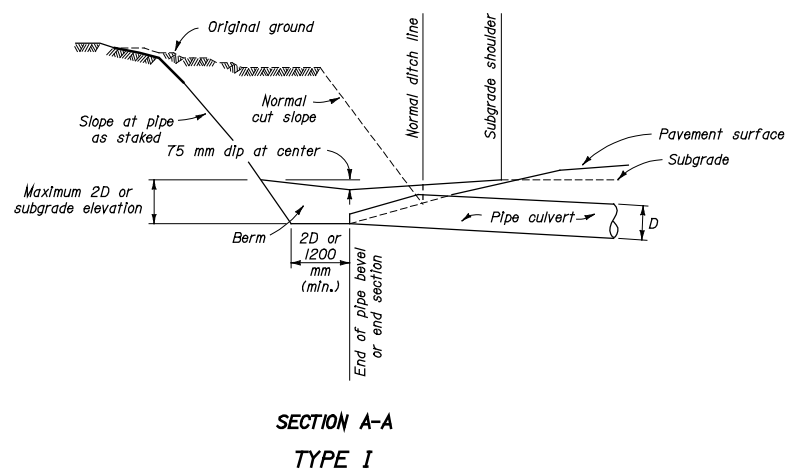 Original ground
Normal ditch line
Subgrade shoulder
Normal
cut slope
Slope at pipe
as staked
Pavement surface
75 mm dip at center
Subgrade
Maximum 2D or
subgrade elevation
Pipe culvert
D
Berm
2D or
1200
mm
(min.)
End of pipe bevel
or end section
SECTION A-A
TYPE I